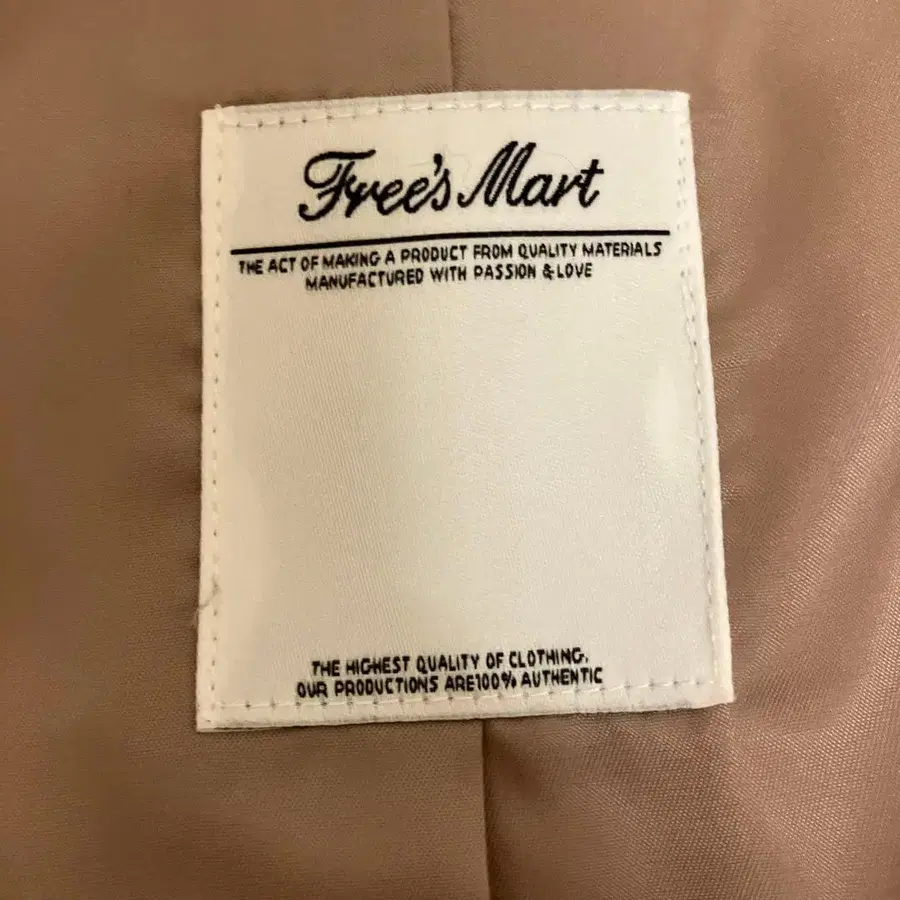 Free's Mart
THE ACT OF MAKING A PRODUCT FROM QUALITY MATERIALS
MANUFACTURED WITH PASSION & LOVE
THE HIGHEST QUALITY OF CLOTHING.
OUR PRODUCTIONS ARE100% AUTHENTIC